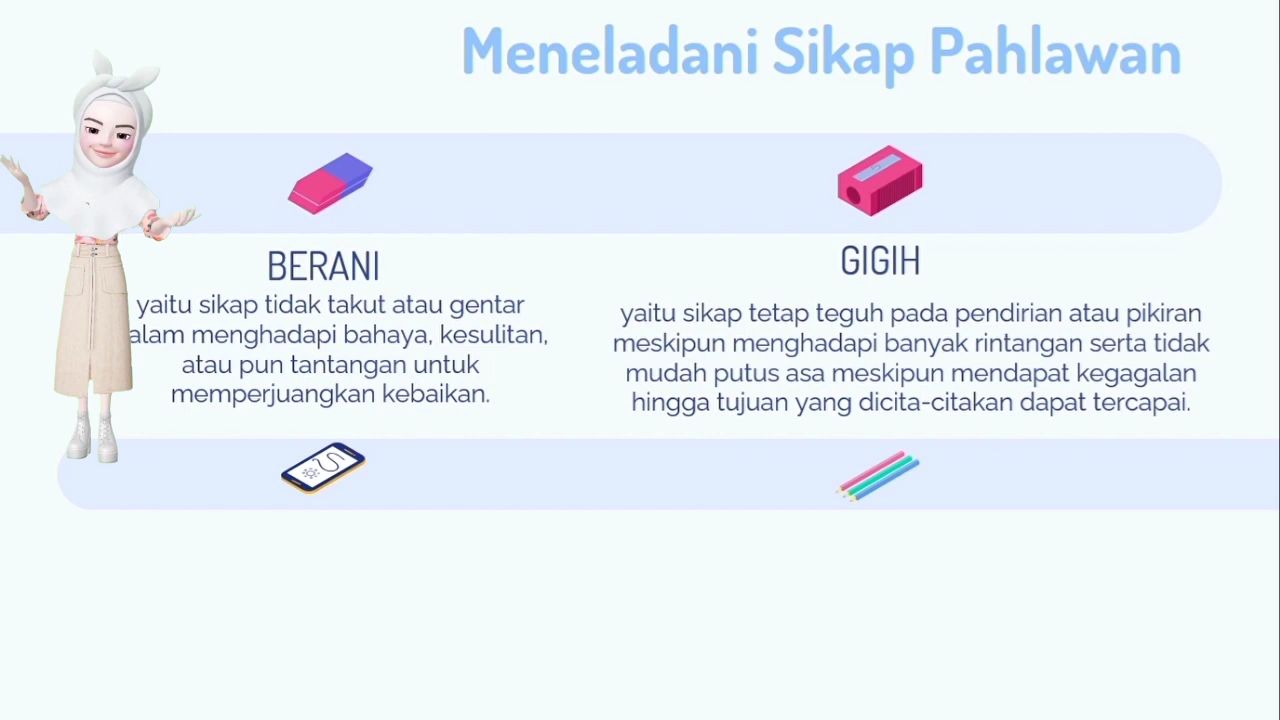 Meneladani Sikap Pahlawan
BERANI
yaitu sikap tidak takut atau gentar
alam menghadapi bahaya, kesulitan,
atau pun tantangan untuk
memperjuangkan kebaikan.
GIGIH
yaitu sikap tetap teguh pada pendirian atau pikiran
meskipun menghadapi banyak rintangan serta tidak
mudah putus asa meskipun mendapat kegagalan
hingga tujuan yang dicita-citakan dapat tercapai.